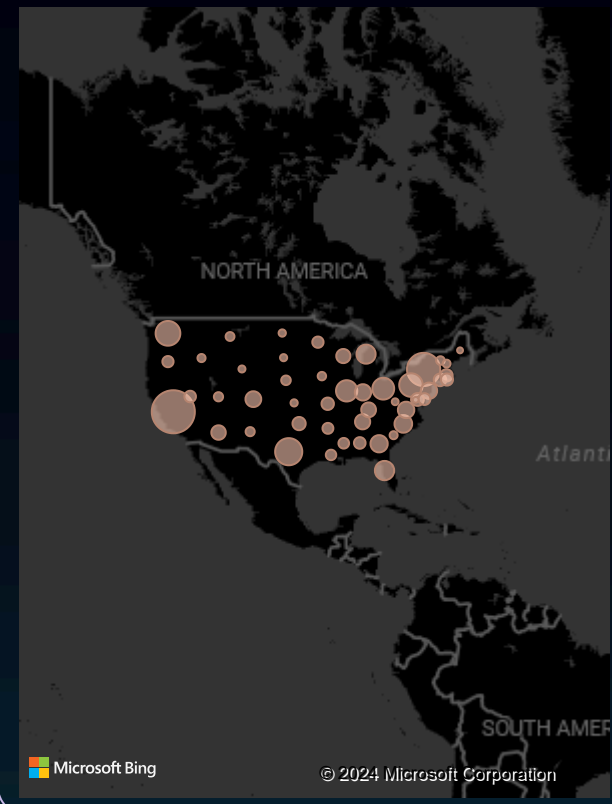 NORTH AMERICA
Atlant
SOUTH AMER
Microsoft Bing
© 2024 Microsoft Corporation